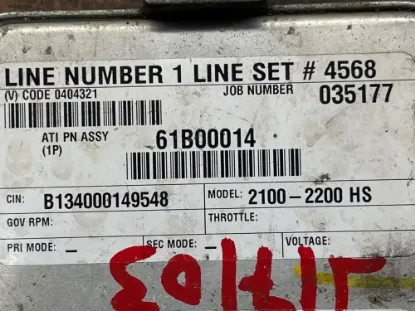 LINE NUMBER 1 LINE SET # 4568
(V) CODE 0404321 JOB NUMBER 035177
ATI PN ASSY 61B00014
(1P)
CIN: B134000149548 MODEL: 2100-2200 HS
GOV RPM: THROTTLE:
PRI MODE: – SEC MODE: – VOLTAGE: